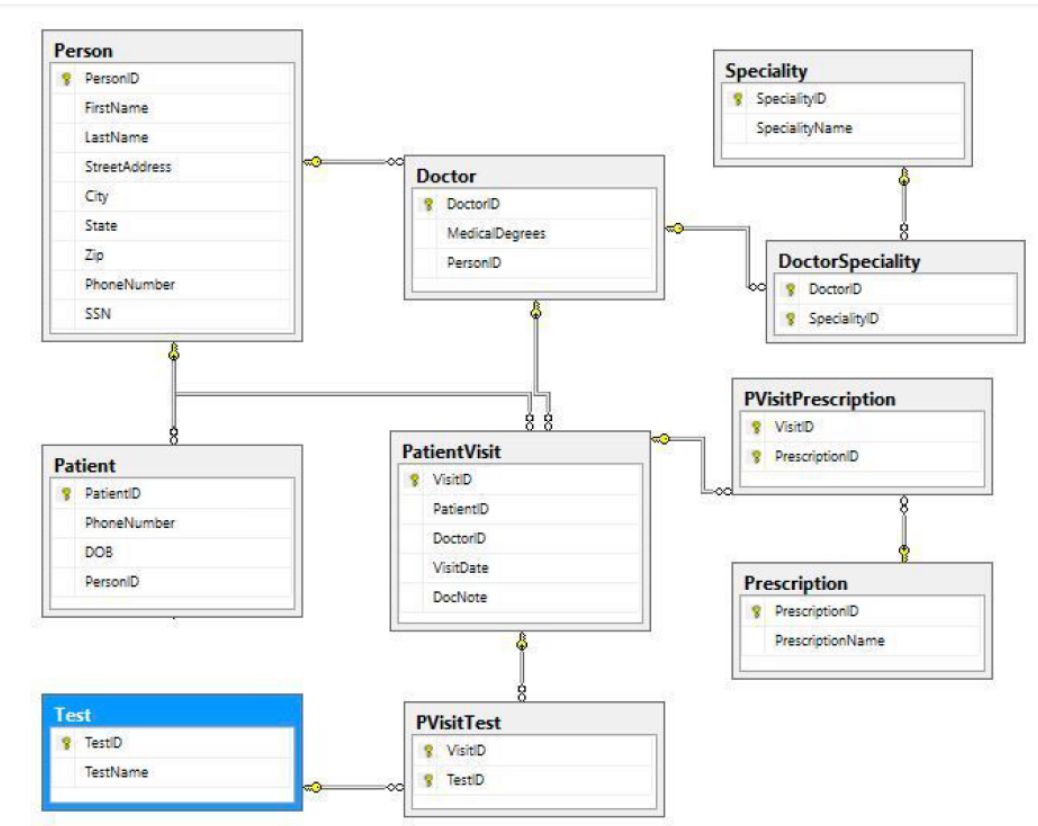 Person
PersonID
FirstName
LastName
StreetAddress
City
State
Zip
PhoneNumber
SSN
Doctor
DoctorID
MedicalDegrees
PersonID
Speciality
SpecialityID
SpecialityName
DoctorSpeciality
DoctorID
SpecialityID
Patient
PatientID
PhoneNumber
DOB
PersonID
PatientVisit
VisitID
PatientID
DoctorID
VisitDate
DocNote
PVisitPrescription
VisitID
PrescriptionID
Prescription
PrescriptionID
PrescriptionName
Test
TestID
TestName
PVisitTest
VisitID
TestID